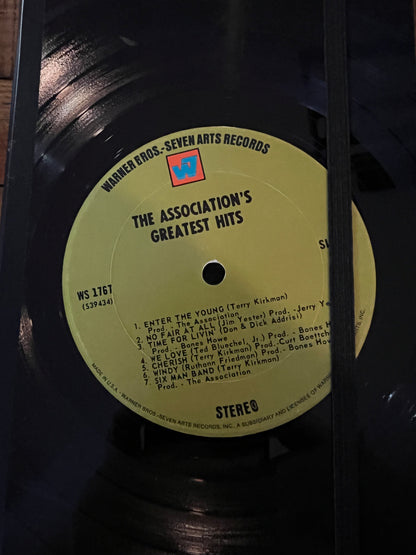 WARNER BROS.-SEVEN ARTS RECORDS
W7
THE ASSOCIATION'S
GREATEST HITS
WS 1767
(S39434)
1. ENTER THE YOUNG (Terry Kirkman)
Prod. - The Association
2. NO FAIR AT ALL (Jim Yester) Prod. -Jerry
3. TIME FOR LIVIN' (Don & Dick Addrisi)
Prod. - Bones Howe
4. WE LOVE (Ted Bluechel, Jr.) Prod. - Bones
5. CHERISH (Terry Kirkman) Prod.-Curt
6. WINDY (Ruthann Friedman) Prod. - Bones
7. SIX MAN BAND (Terry Kirkman)
Prod. - The Association
STEREO
MADE IN U.S.A. • WARNER BROS.-SEVEN ARTS RECORDS, INC. A SUBSIDIARY AND LICENSEE OF WARNER ARTS, INC.